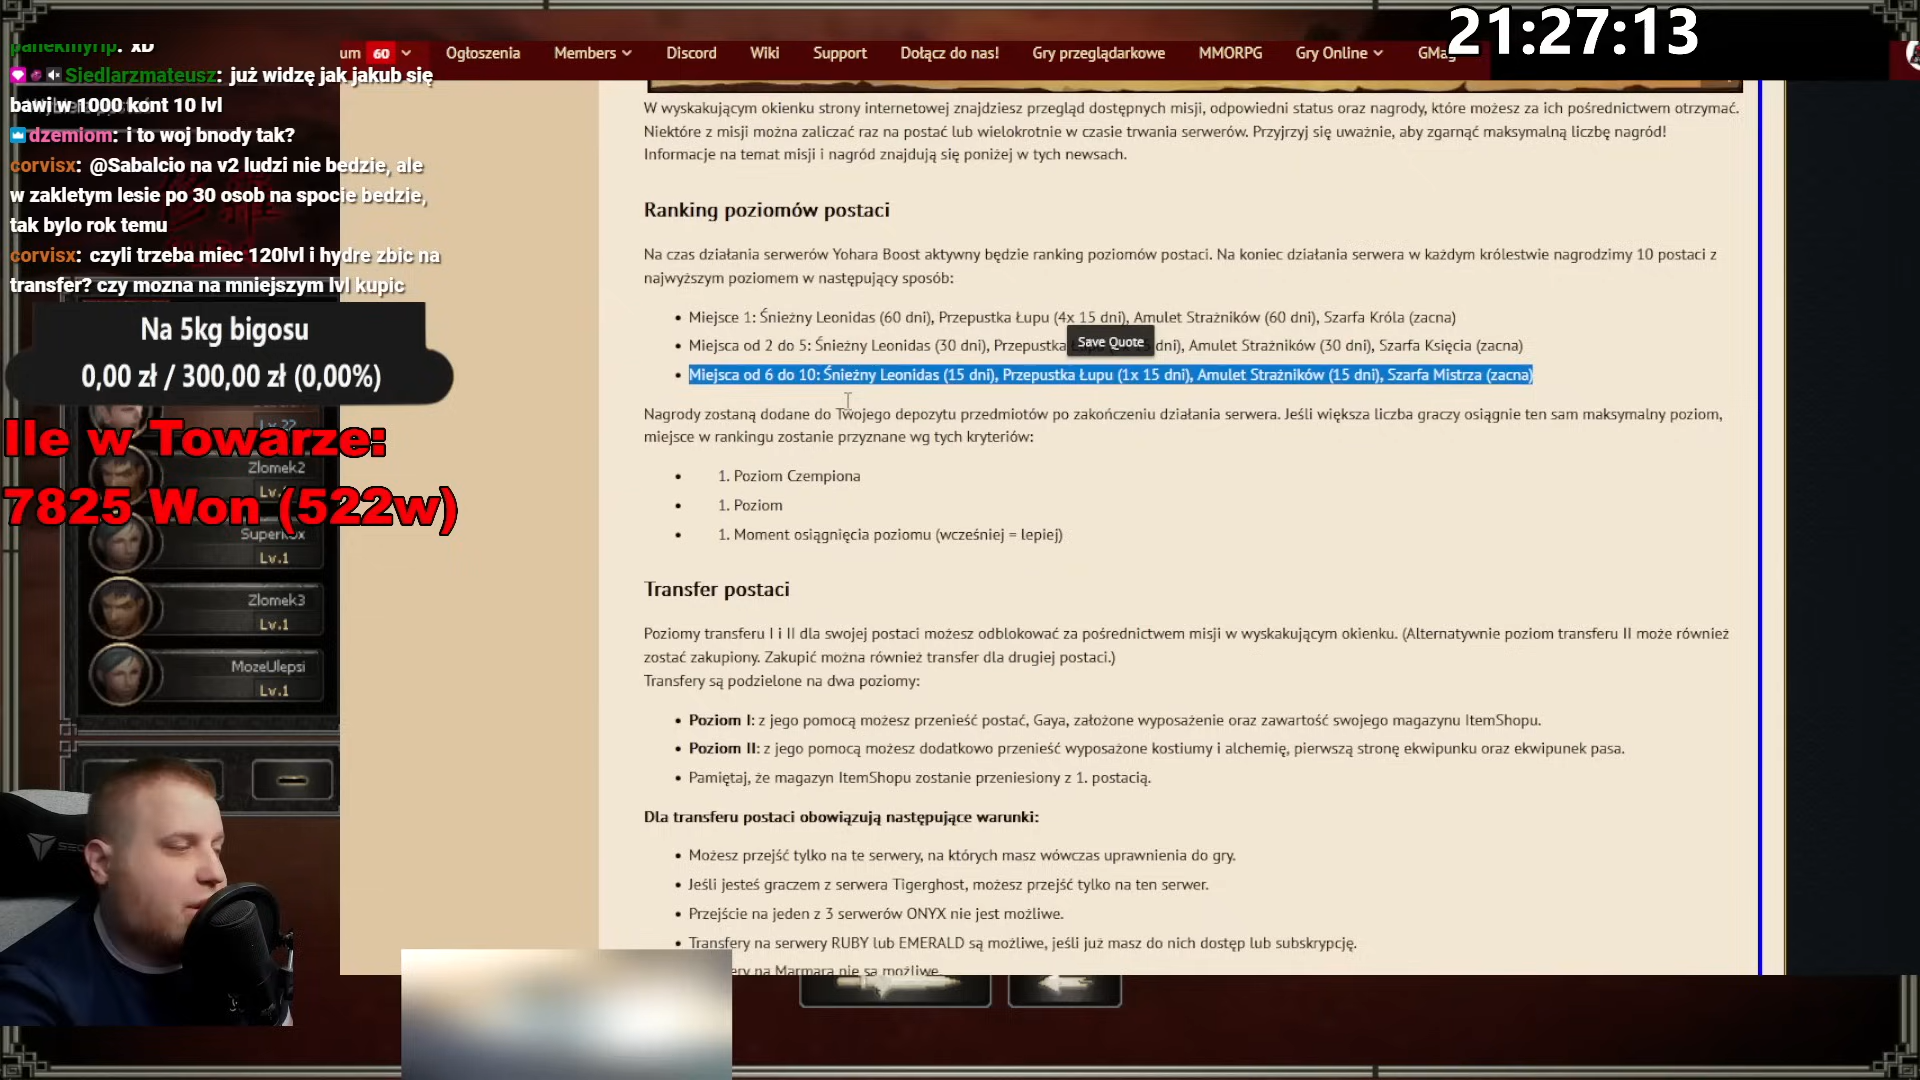 21:27:13
um 60 Ogłoszenia Members Discord Wiki Support Dołącz do nas! Gry przeglądarkowe MMORPG Gry Online GMag
panekmyrip: xD
Sjedlarzmateusz: już widzę jak jakub się
bawi w 1000 kont 10 lvl
dzemiom: i to woj bnody tak?
corvisx: @Sabalcio na v2 ludzi nie bedzie, ale
w zakletym lesie po 30 osob na spocie bedzie,
tak bylo rok temu
corvisx: czyli trzeba miec 120lvl i hydre zbic na
transfer? czy mozna na mniejszym lvl kupic
Na 5kg bigosu
0,00 zł / 300,00 zł (0,00%)
Ile w Towarze:
7825 Won (522w)
Zlomek2
Lv.
Lv.1
Zlomek3
Lv.1
MozeUlepsi
Lv.1
W wyskakującym okienku strony internetowej znajdziesz przegląd dostępnych misji, odpowiedni status oraz nagrody, które możesz za ich pośrednictwem otrzymać.
Niektóre z misji można zaliczać raz na postać lub wielokrotnie w czasie trwania serwerów. Przyjrzyj się uważnie, aby zgarnąć maksymalną liczbę nagród!
Informacje na temat misji i nagród znajdują się poniżej w tych newsach.
Ranking poziomów postaci
Na czas działania serwerów Yohara Boost aktywny będzie ranking poziomów postaci. Na koniec działania serwera w każdym królestwie nagrodzimy 10 postaci z
najwyższym poziomem w następujący sposób:
• Miejsce 1: Śnieżny Leonidas (60 dni), Przepustka Łupu (4x 15 dni), Amulet Strażników (60 dni), Szarfa Króla (zacna)
Save Quote
• Miejsca od 2 do 5: Śnieżny Leonidas (30 dni), Przepustka dni), Amulet Strażników (30 dni), Szarfa Księcia (zacna)
• Miejsca od 6 do 10: Śnieżny Leonidas (15 dni), Przepustka Łupu (1x 15 dni), Amulet Strażników (15 dni), Szarfa Mistrza (zacna)
Nagrody zostaną dodane do Twojego depozytu przedmiotów po zakończeniu działania serwera. Jeśli większa liczba graczy osiągnie ten sam maksymalny poziom,
miejsce w rankingu zostanie przyznane wg tych kryteriów:
• 1. Poziom Czempiona
• 1. Poziom
• 1. Moment osiągnięcia poziomu (wcześniej = lepiej)
Transfer postaci
Poziomy transferu I i II dla swojej postaci możesz odblokować za pośrednictwem misji w wyskakującym okienku. (Alternatywnie poziom transferu II może również
zostać zakupiony. Zakupić można również transfer dla drugiej postaci.)
Transfery są podzielone na dwa poziomy:
• Poziom I: z jego pomocą możesz przenieść postać, Gaya, założone wyposażenie oraz zawartość swojego magazynu ItemShopu.
• Poziom II: z jego pomocą możesz dodatkowo przenieść wyposażone kostiumy i alchemię, pierwszą stronę ekwipunku oraz ekwipunek pasa.
• Pamiętaj, że magazyn ItemShopu zostanie przeniesiony z 1. postacią.
Dla transferu postaci obowiązują następujące warunki:
• Możesz przejść tylko na te serwery, na których masz wówczas uprawnienia do gry.
• Jeśli jesteś graczem z serwera Tigerghost, możesz przejść tylko na ten serwer.
• Przejście na jeden z 3 serwerów ONYX nie jest możliwe.
• Transfery na serwery RUBY lub EMERALD są możliwe, jeśli już masz do nich dostęp lub subskrypcję.
ery na Marmara nie są możliwe.